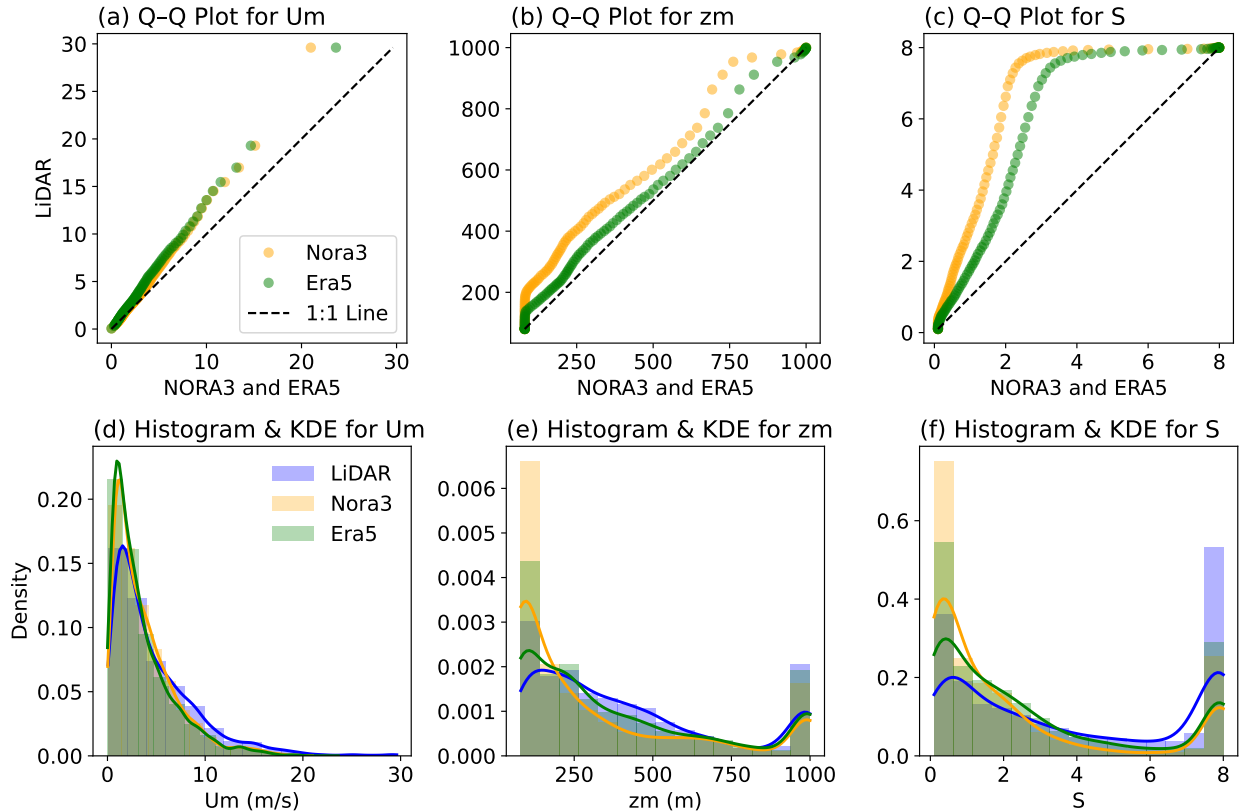 (a) Q–Q Plot for Um
(b) Q–Q Plot for zm
(c) Q–Q Plot for S
30
25
20
15
10
5
0
LiDAR
0 10 20 30
NORA3 and ERA5
Nora3
Era5
1:1 Line
1000
800
600
400
200
250 500 750 1000
NORA3 and ERA5
8
6
4
2
0
0 2 4 6 8
NORA3 and ERA5
(d) Histogram & KDE for Um
(e) Histogram & KDE for zm
(f) Histogram & KDE for S
0.20
0.15
0.10
0.05
0.00
Density
LiDAR
Nora3
Era5
0 10 20 30
Um (m/s)
0.006
0.005
0.004
0.003
0.002
0.001
0.000
250 500 750 1000
zm (m)
0.6
0.4
0.2
0.0
0 2 4 6 8
S